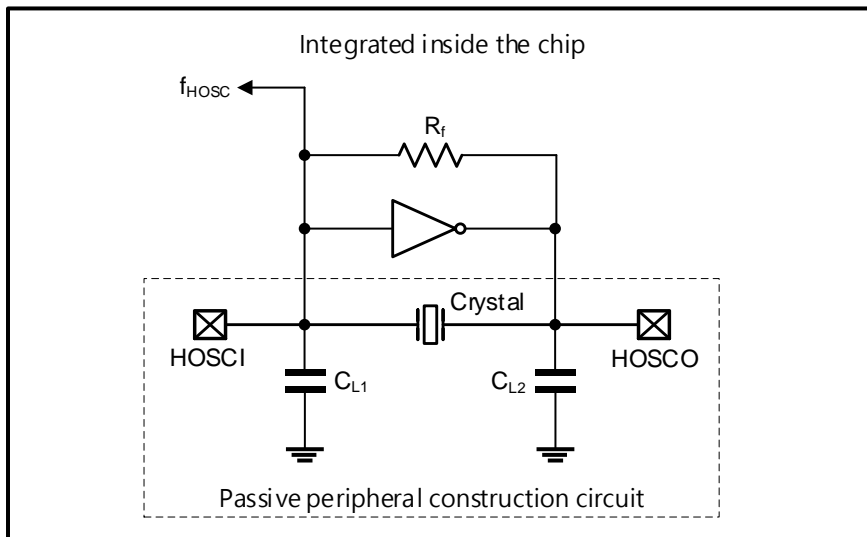 Integrated inside the chip
fHOSC
Rf
Crystal
HOSCI
HOSCO
CL1
CL2
Passive peripheral construction circuit